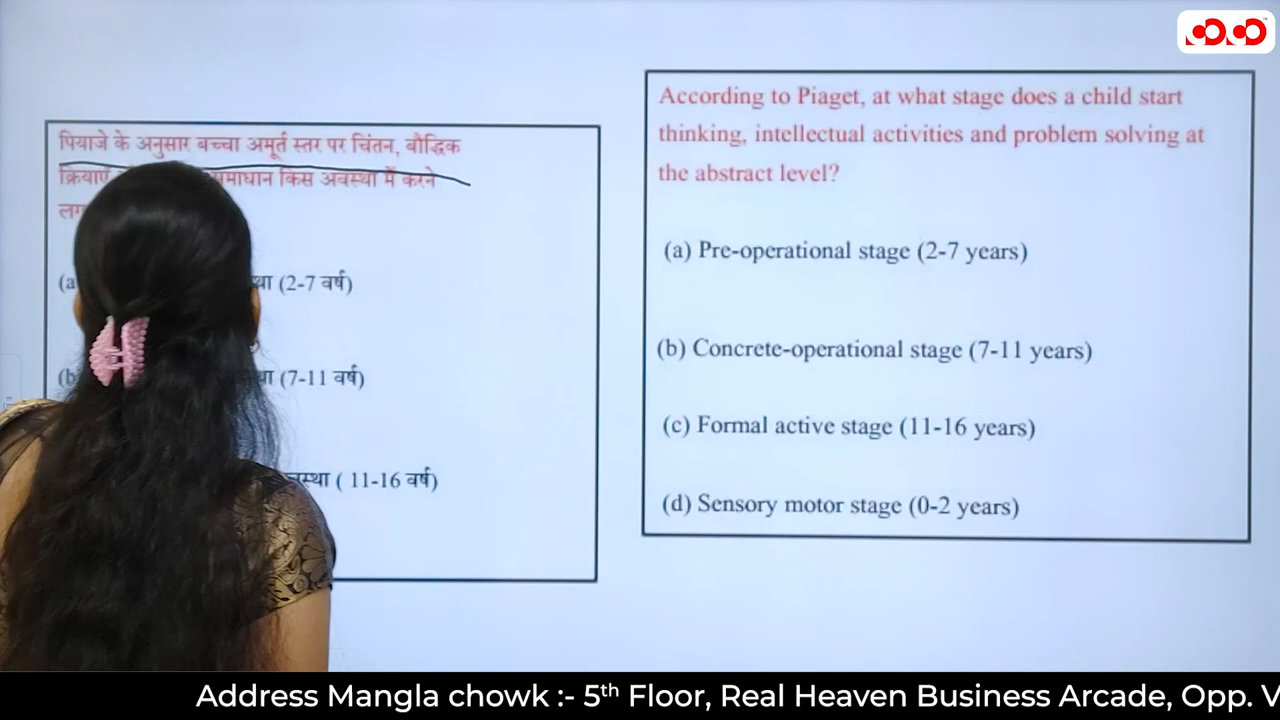 पियाजे के अनुसार बच्चा अमूर्त स्तर पर चिंतन, बौद्धिक
क्रियाएं समाधान किस अवस्था में करने
(a (2-7 वर्ष)
(b (7-11 वर्ष)
( 11-16 वर्ष)
According to Piaget, at what stage does a child start
thinking, intellectual activities and problem solving at
the abstract level?
(a) Pre-operational stage (2-7 years)
(b) Concrete-operational stage (7-11 years)
(c) Formal active stage (11-16 years)
(d) Sensory motor stage (0-2 years)
Address Mangla chowk :- 5th Floor, Real Heaven Business Arcade, Opp. V